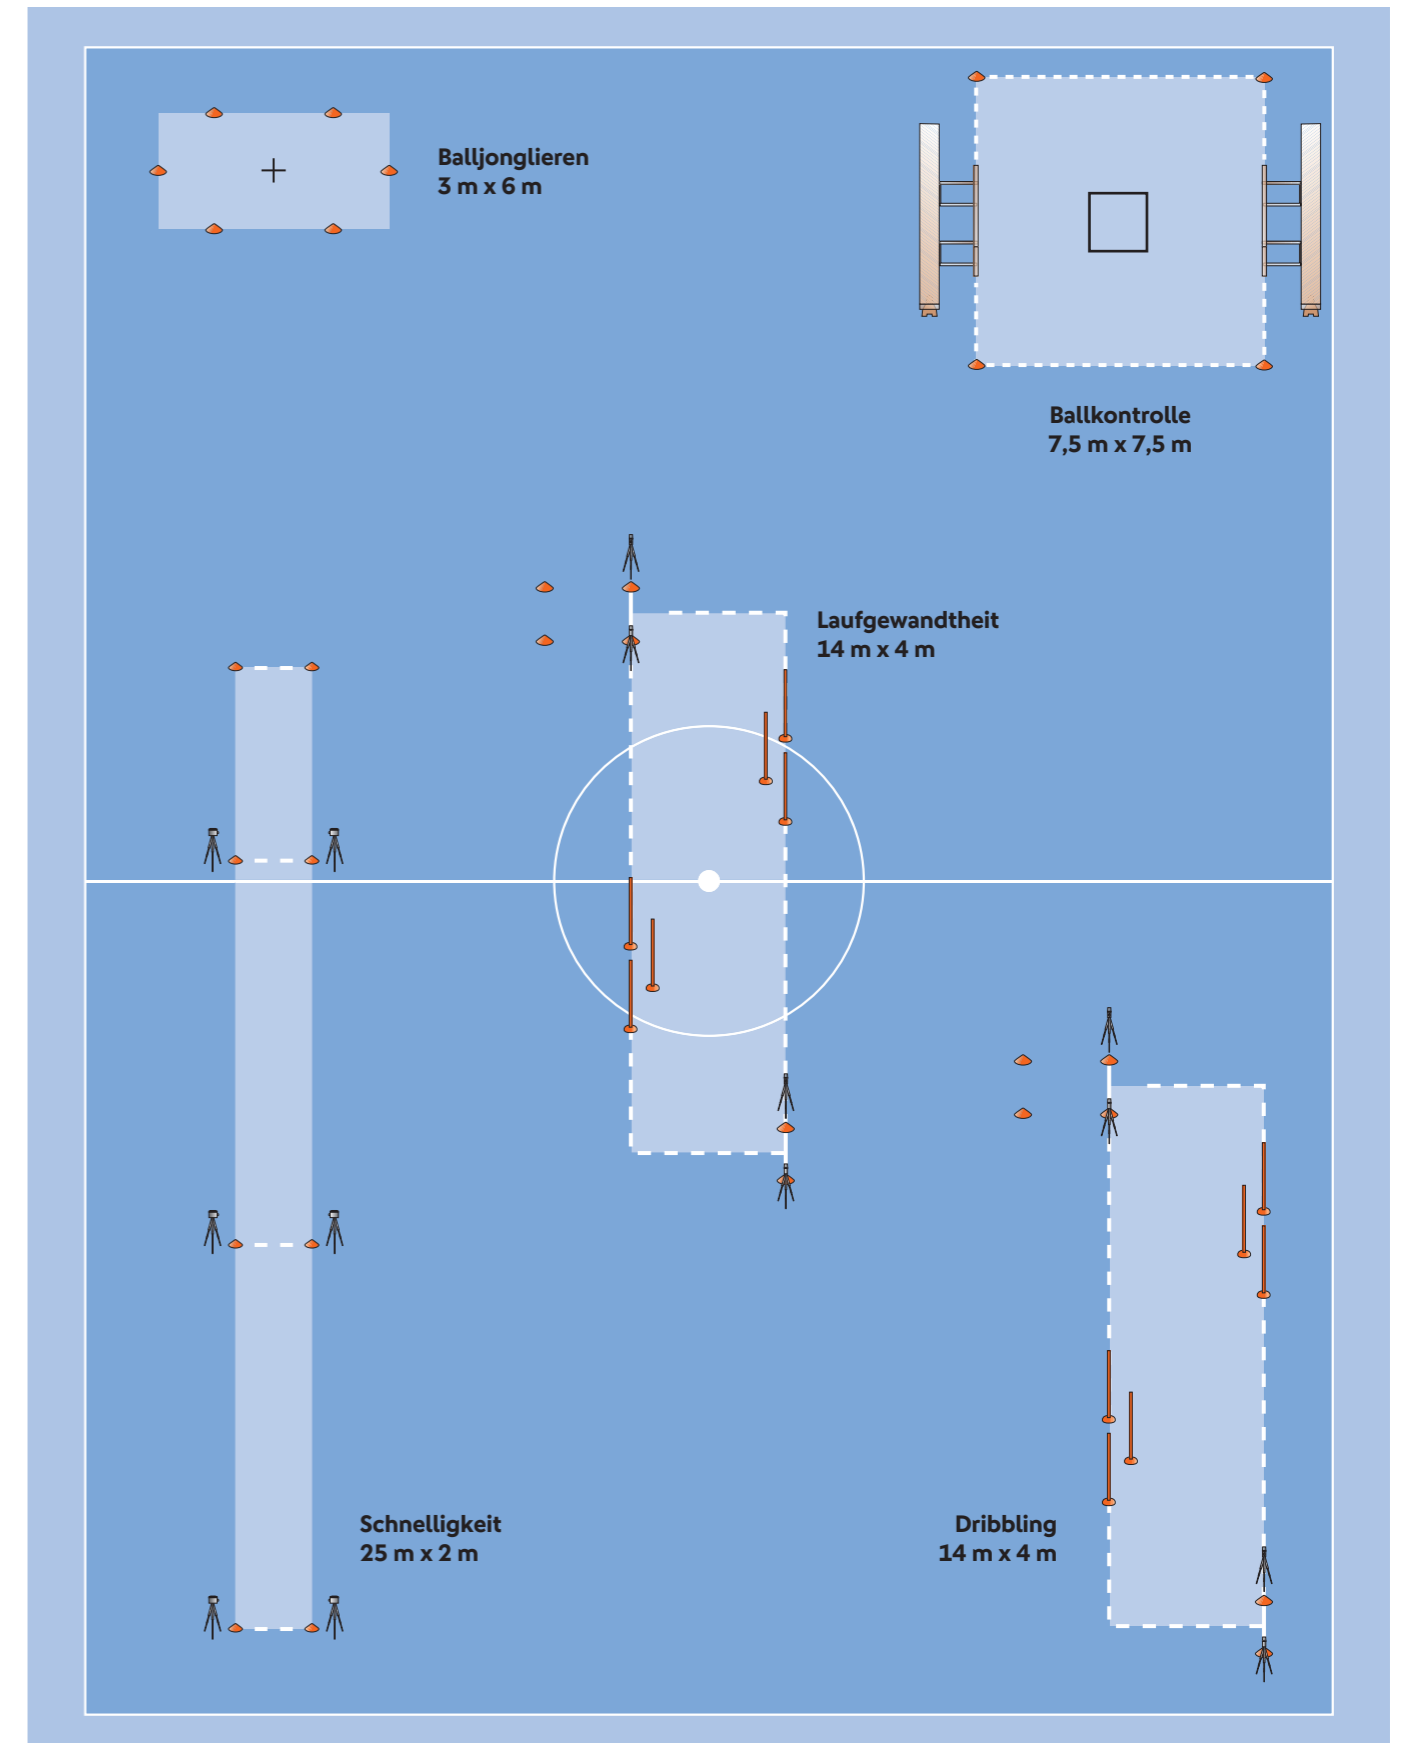 Balljonglieren
3 m x 6 m
Ballkontrolle
7,5 m x 7,5 m
Laufgewandtheit
14 m x 4 m
Schnelligkeit
25 m x 2 m
Dribbling
14 m x 4 m